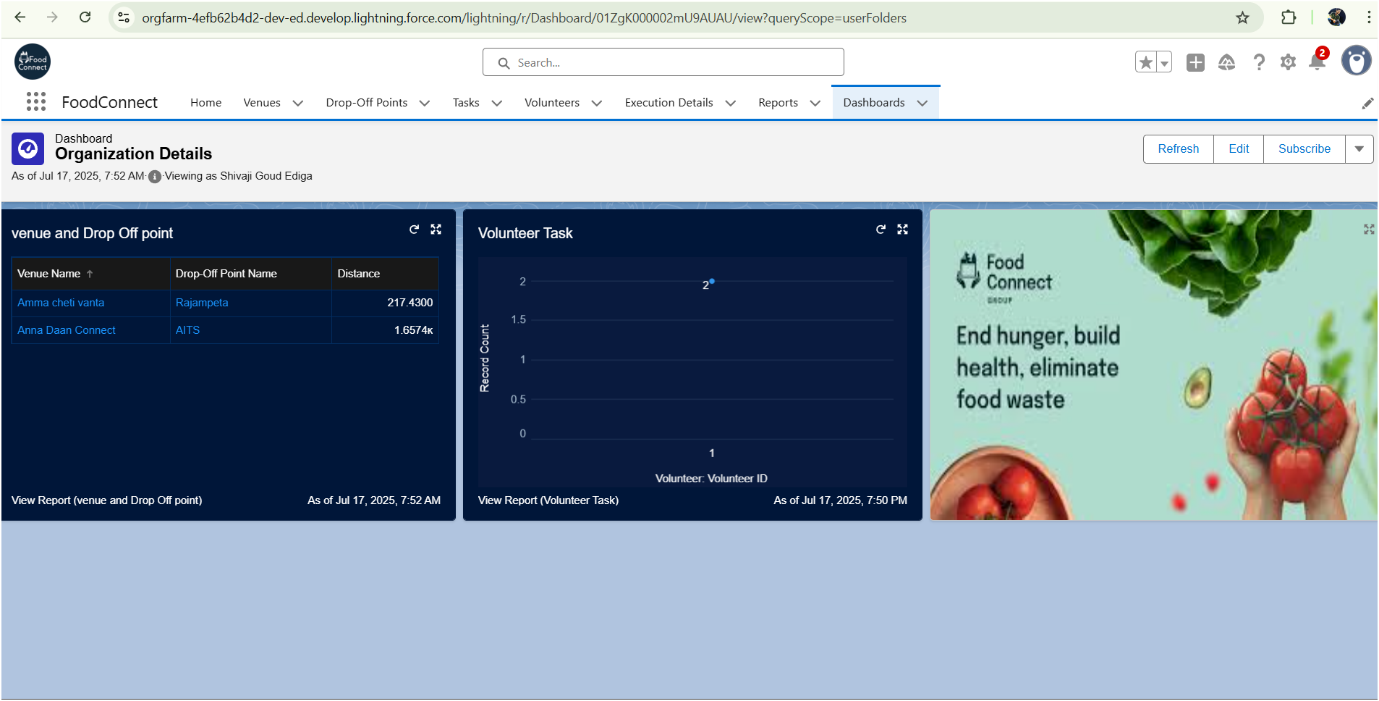 orgfarm-4efb62b4d2-dev-ed.develop.lightning.force.com/lightning/r/Dashboard/01ZgK000002mU9AUAU/view?queryScope=userFolders
Food
Connect
Search...
2
FoodConnect Home Venues Drop-Off Points Tasks Volunteers Execution Details Reports Dashboards
Dashboard
Organization Details
As of Jul 17, 2025, 7:52 AM·Viewing as Shivaji Goud Ediga
Refresh Edit Subscribe
venue and Drop Off point
Venue Name ↑ Drop-Off Point Name Distance
Amma cheti vanta Rajampeta 217.4300
Anna Daan Connect AITS 1.6574K
View Report (venue and Drop Off point) As of Jul 17, 2025, 7:52 AM
Volunteer Task
Record Count
2
1.5
1
0.5
0
2
1
Volunteer: Volunteer ID
View Report (Volunteer Task) As of Jul 17, 2025, 7:50 PM
Food
Connect
GROUP
End hunger, build
health, eliminate
food waste